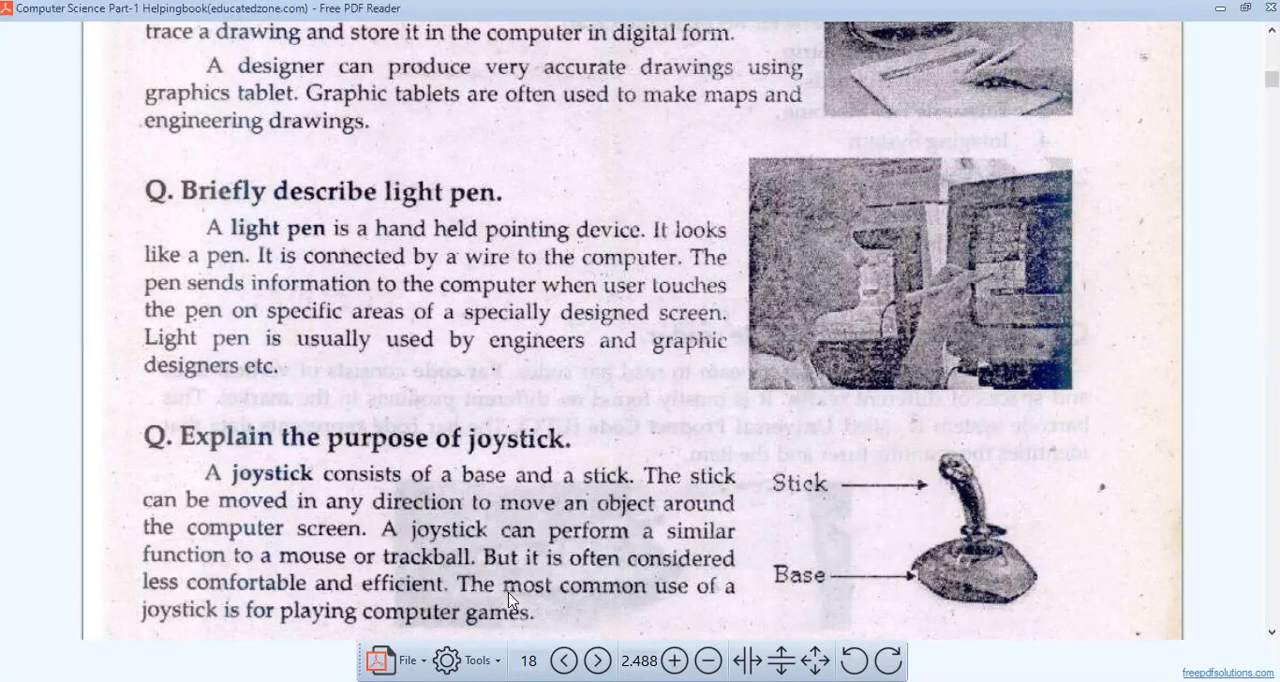 Computer Science Part-1 Helpingbook(educatedzone.com) - Free PDF Reader
trace a drawing and store it in the computer in digital form.
A designer can produce very accurate drawings using
graphics tablet. Graphic tablets are often used to make maps and
engineering drawings.
Q. Briefly describe light pen.
A light pen is a hand held pointing device. It looks
like a pen. It is connected by a wire to the computer. The
pen sends information to the computer when user touches
the pen on specific areas of a specially designed screen.
Light pen is usually used by engineers and graphic
designers etc.
Q. Explain the purpose of joystick.
A joystick consists of a base and a stick. The stick
can be moved in any direction to move an object around
the computer screen. A joystick can perform a similar
function to a mouse or trackball. But it is often considered
less comfortable and efficient. The most common use of a
joystick is for playing computer games.
Stick
Base
File
Tools
18
2.488
freepdfsolutions.com